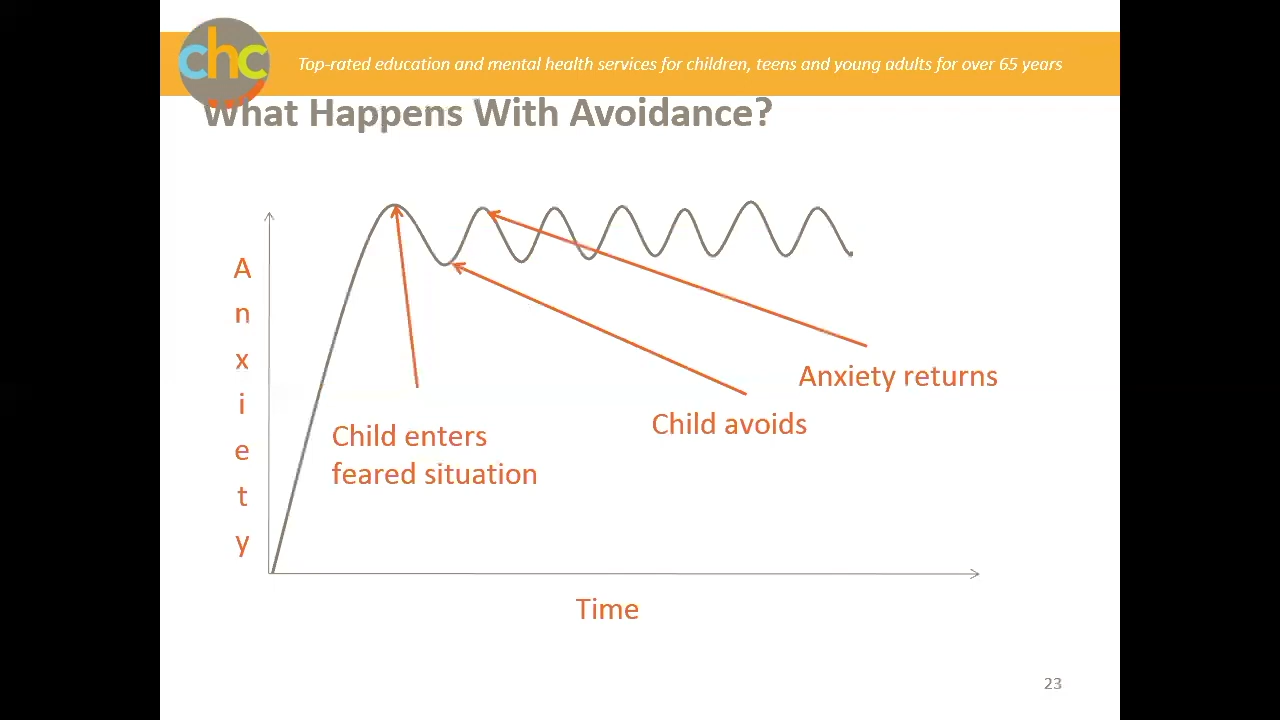 chc
Top-rated education and mental health services for children, teens and young adults for over 65 years
What Happens With Avoidance?
Anxiety
Anxiety returns
Child avoids
Child enters
feared situation
Time
23